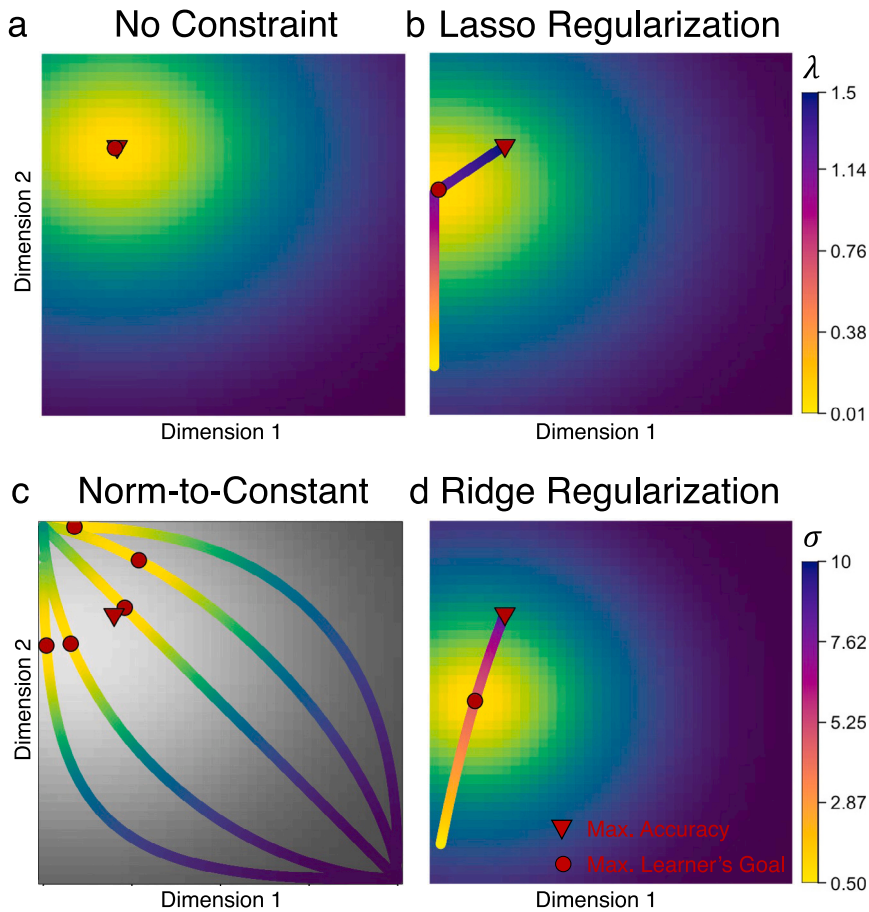 a No Constraint
b Lasso Regularization
Dimension 2
Dimension 1
Dimension 1
λ
1.5
1.14
0.76
0.38
0.01
c Norm-to-Constant
d Ridge Regularization
Dimension 2
Dimension 1
Max. Accuracy
Max. Learner's Goal
Dimension 1
σ
10
7.62
5.25
2.87
0.50